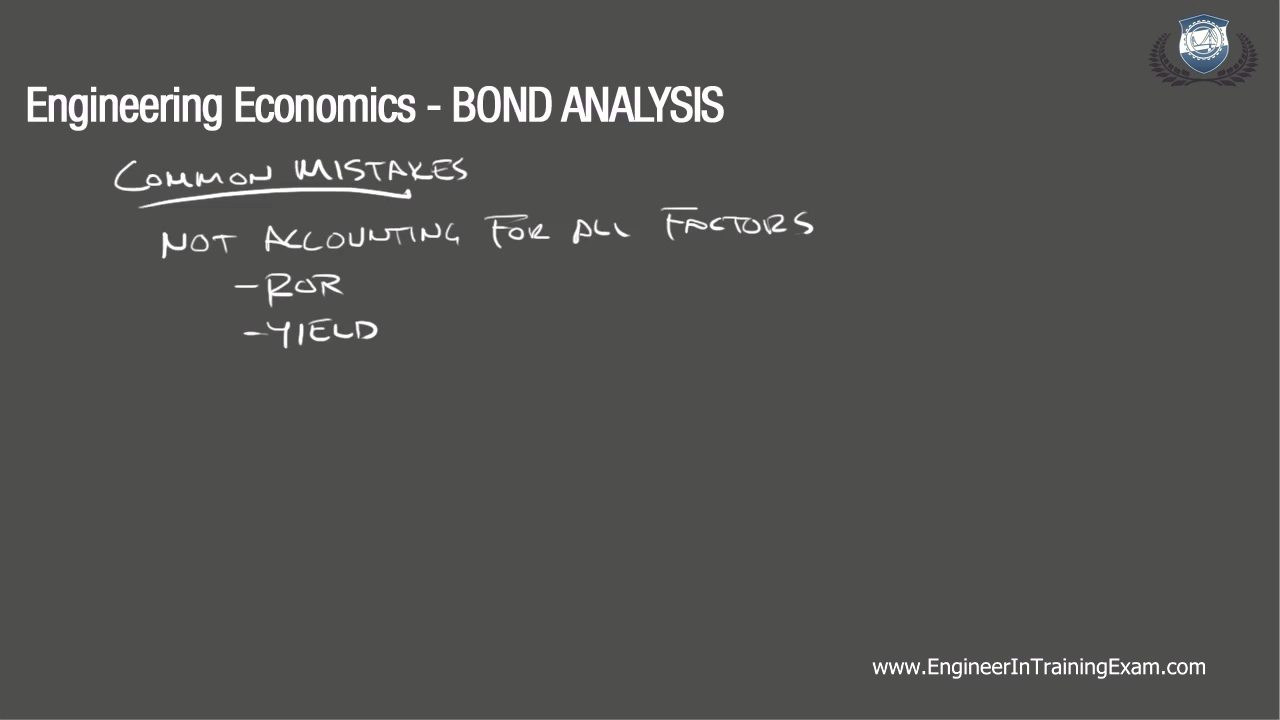 Engineering Economics - BOND ANALYSIS
COMMON MISTAKES
NOT ACCOUNTING FOR ALL FACTORS
- ROR
- YIELD
www.EngineerInTrainingExam.com